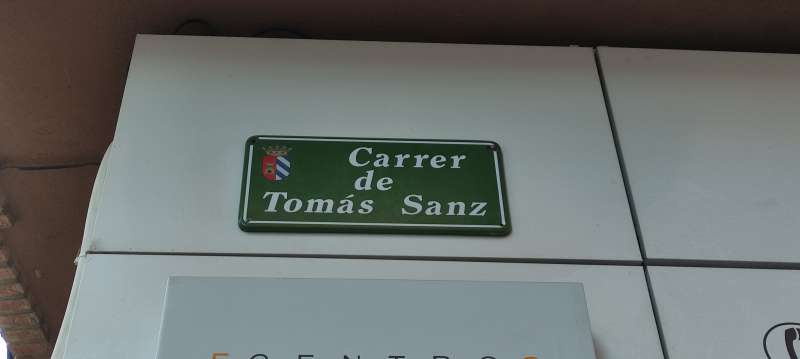 Carrer
de
Tomás Sanz